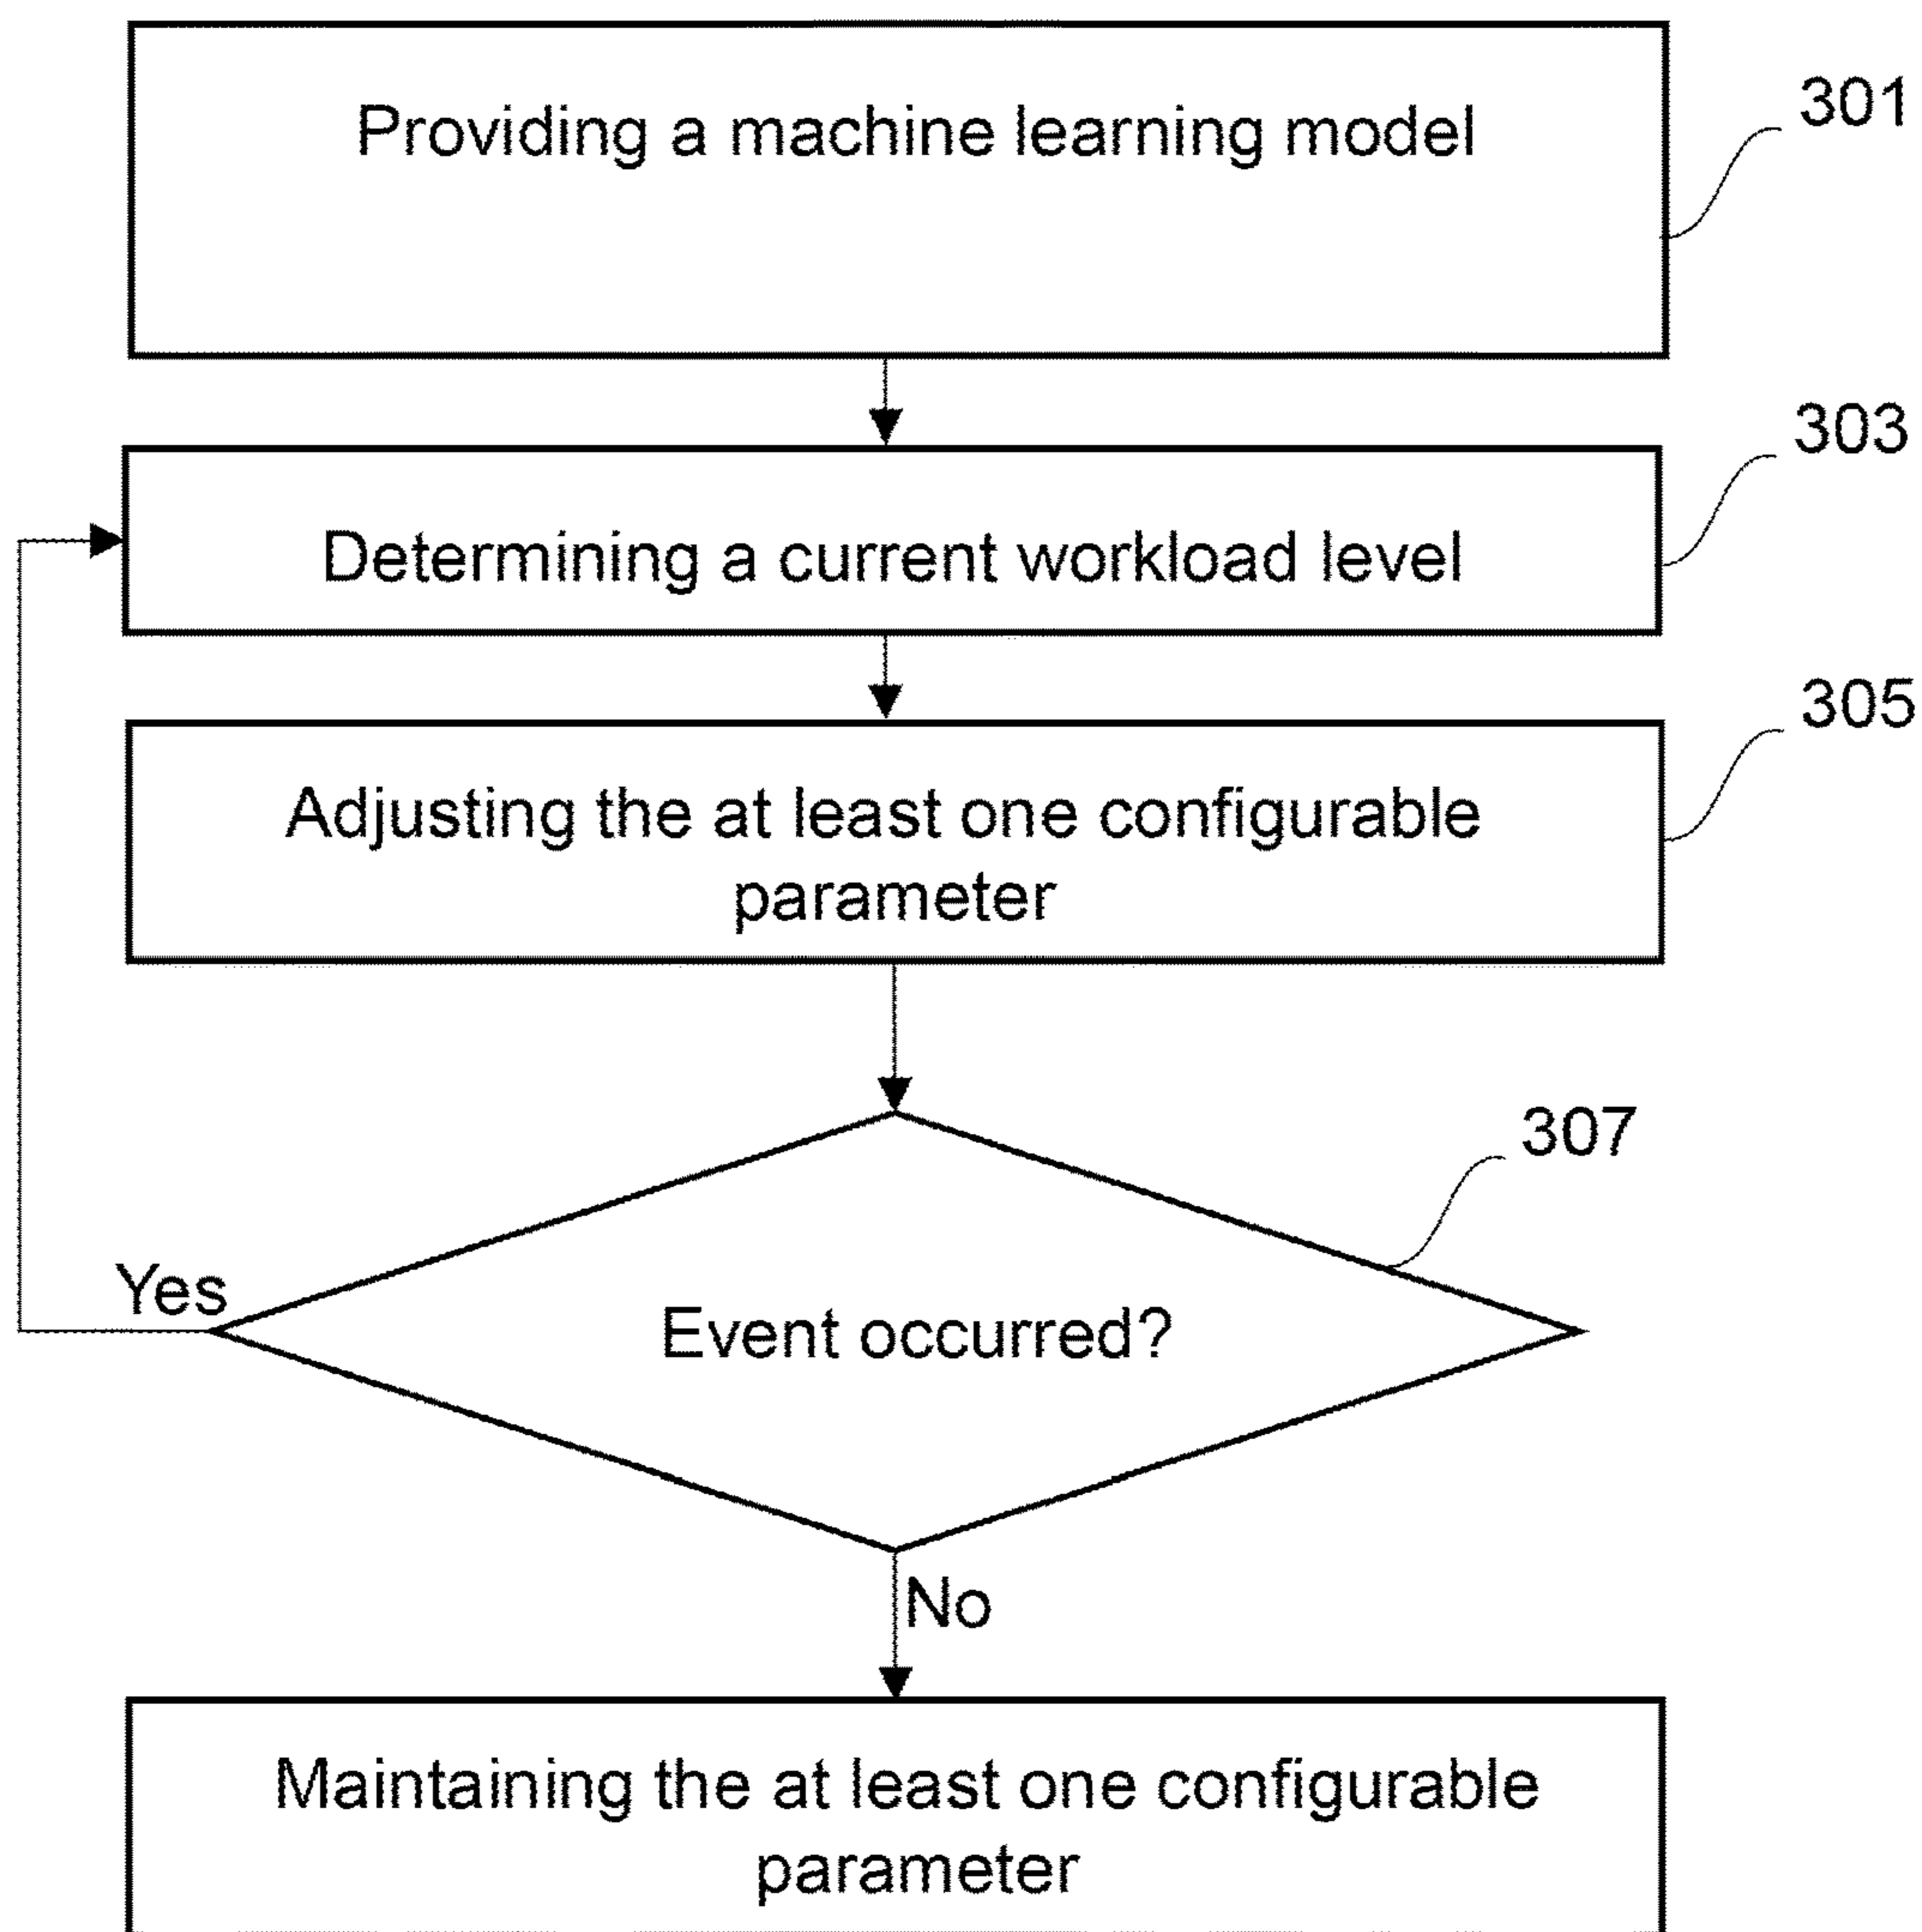 Providing a machine learning model
301
303
Determining a current workload level
305
Adjusting the at least one configurable
parameter
307
Yes
Event occurred?
No
Maintaining the at least one configurable
parameter